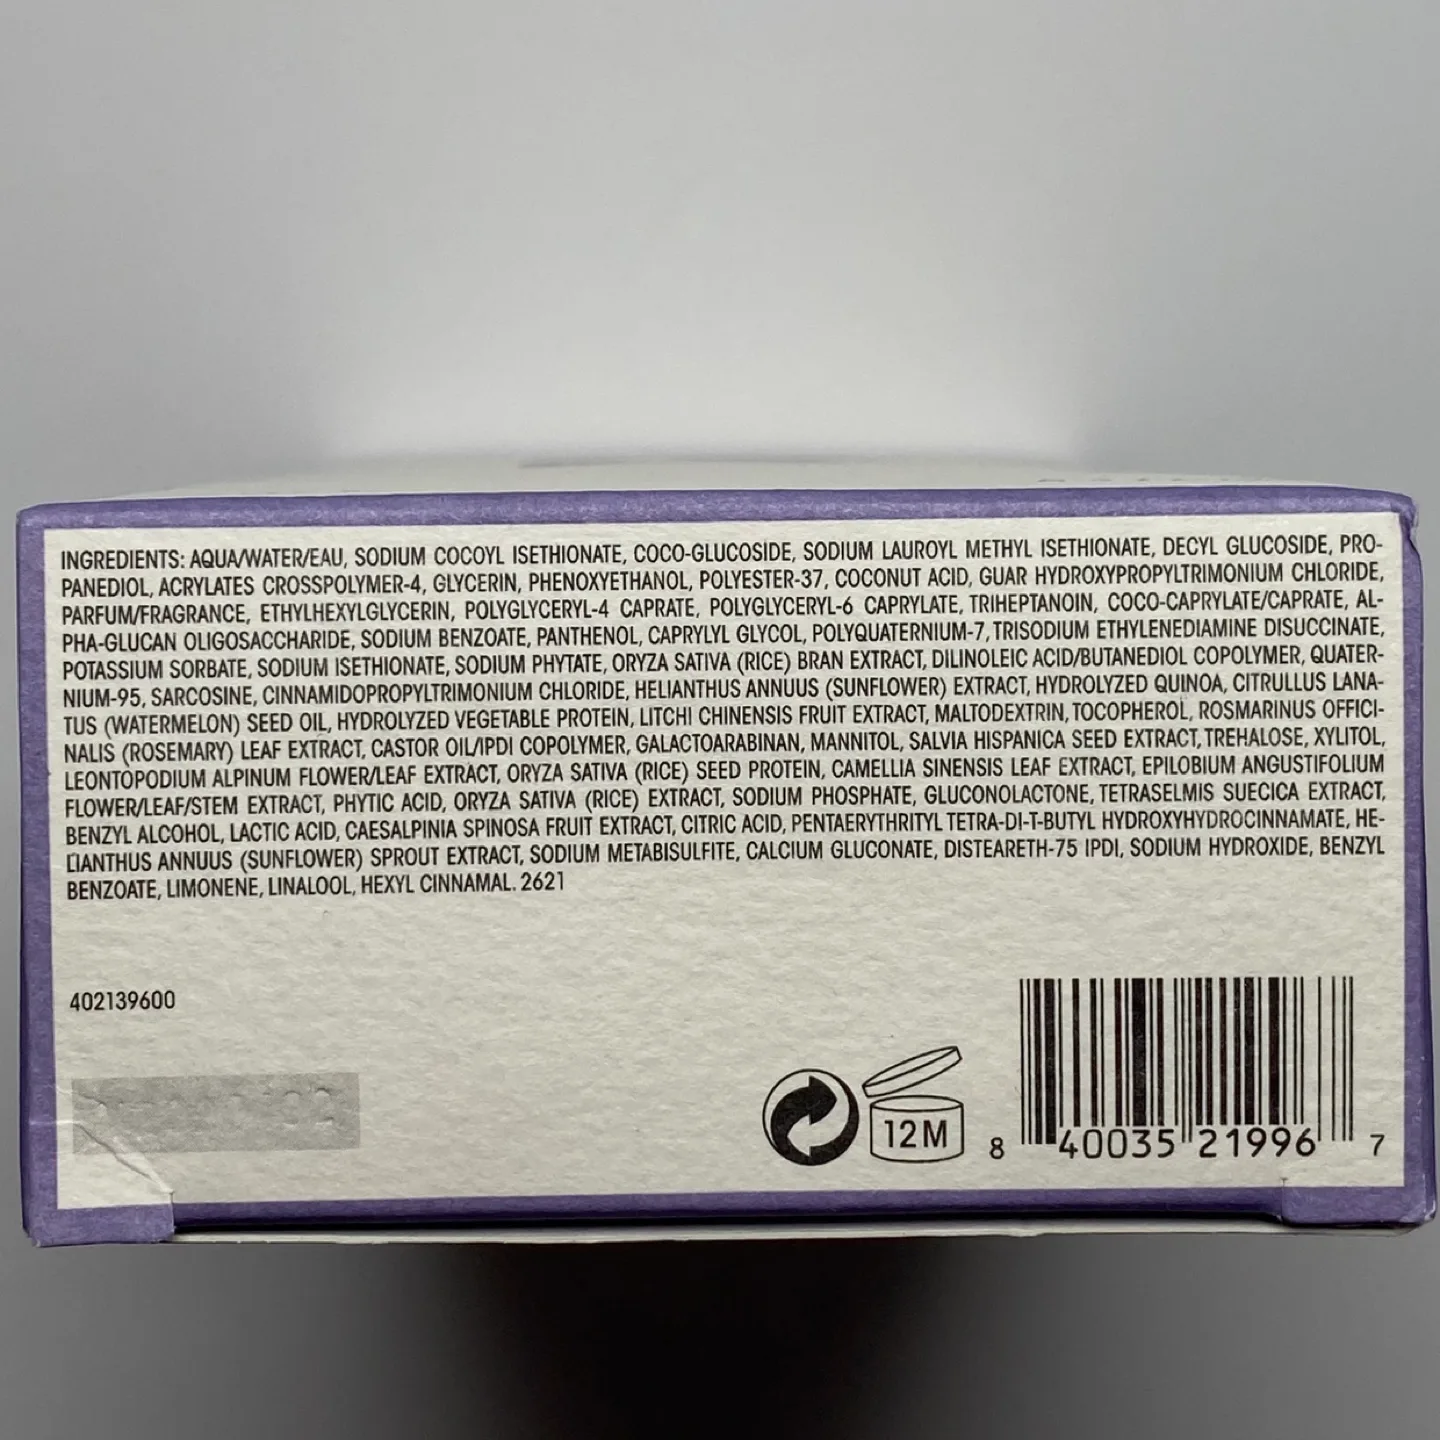 INGREDIENTS: AQUA/WATER/EAU, SODIUM COCOYL ISETHIONATE, COCO-GLUCOSIDE, SODIUM LAUROYL METHYL ISETHIONATE, DECYL GLUCOSIDE, PRO-
PANEDIOL, ACRYLATES CROSSPOLYMER-4, GLYCERIN, PHENOXYETHANOL, POLYESTER-37, COCONUT ACID, GUAR HYDROXYPROPYLTRIMONIUM CHLORIDE,
PARFUM/FRAGRANCE, ETHYLHEXYLGLYCERIN, POLYGLYCERYL-4 CAPRATE, POLYGLYCERYL-6 CAPRYLATE, TRIHEPTANOIN, COCO-CAPRYLATE/CAPRATE, AL-
PHA-GLUCAN OLIGOSACCHARIDE, SODIUM BENZOATE, PANTHENOL, CAPRYLYL GLYCOL, POLYQUATERNIUM-7, TRISODIUM ETHYLENEDIAMINE DISUCCINATE,
POTASSIUM SORBATE, SODIUM ISETHIONATE, SODIUM PHYTATE, ORYZA SATIVA (RICE) BRAN EXTRACT, DILINOLEIC ACID/BUTANEDIOL COPOLYMER, QUATER-
NIUM-95, SARCOSINE, CINNAMIDOPROPYLTRIMONIUM CHLORIDE, HELIANTHUS ANNUUS (SUNFLOWER) EXTRACT, HYDROLYZED QUINOA, CITRULLUS LANA-
TUS (WATERMELON) SEED OIL, HYDROLYZED VEGETABLE PROTEIN, LITCHI CHINENSIS FRUIT EXTRACT, MALTODEXTRIN, TOCOPHEROL, ROSMARINUS OFFICI-
NALIS (ROSEMARY) LEAF EXTRACT, CASTOR OIL/IPDI COPOLYMER, GALACTOARABINAN, MANNITOL, SALVIA HISPANICA SEED EXTRACT, TREHALOSE, XYLITOL,
LEONTOPODIUM ALPINUM FLOWER/LEAF EXTRACT, ORYZA SATIVA (RICE) SEED PROTEIN, CAMELLIA SINENSIS LEAF EXTRACT, EPILOBIUM ANGUSTIFOLIUM
FLOWER/LEAF/STEM EXTRACT, PHYTIC ACID, ORYZA SATIVA (RICE) EXTRACT, SODIUM PHOSPHATE, GLUCONOLACTONE, TETRASELMIS SUECICA EXTRACT,
BENZYL ALCOHOL, LACTIC ACID, CAESALPINIA SPINOSA FRUIT EXTRACT, CITRIC ACID, PENTAERYTHRITYL TETRA-DI-T-BUTYL HYDROXYHYDROCINNAMATE, HE-
LIANTHUS ANNUUS (SUNFLOWER) SPROUT EXTRACT, SODIUM METABISULFITE, CALCIUM GLUCONATE, DISTEARETH-75 IPDI, SODIUM HYDROXIDE, BENZYL
BENZOATE, LIMONENE, LINALOOL, HEXYL CINNAMAL. 2621
402139600
12M
8 40035 21996 7